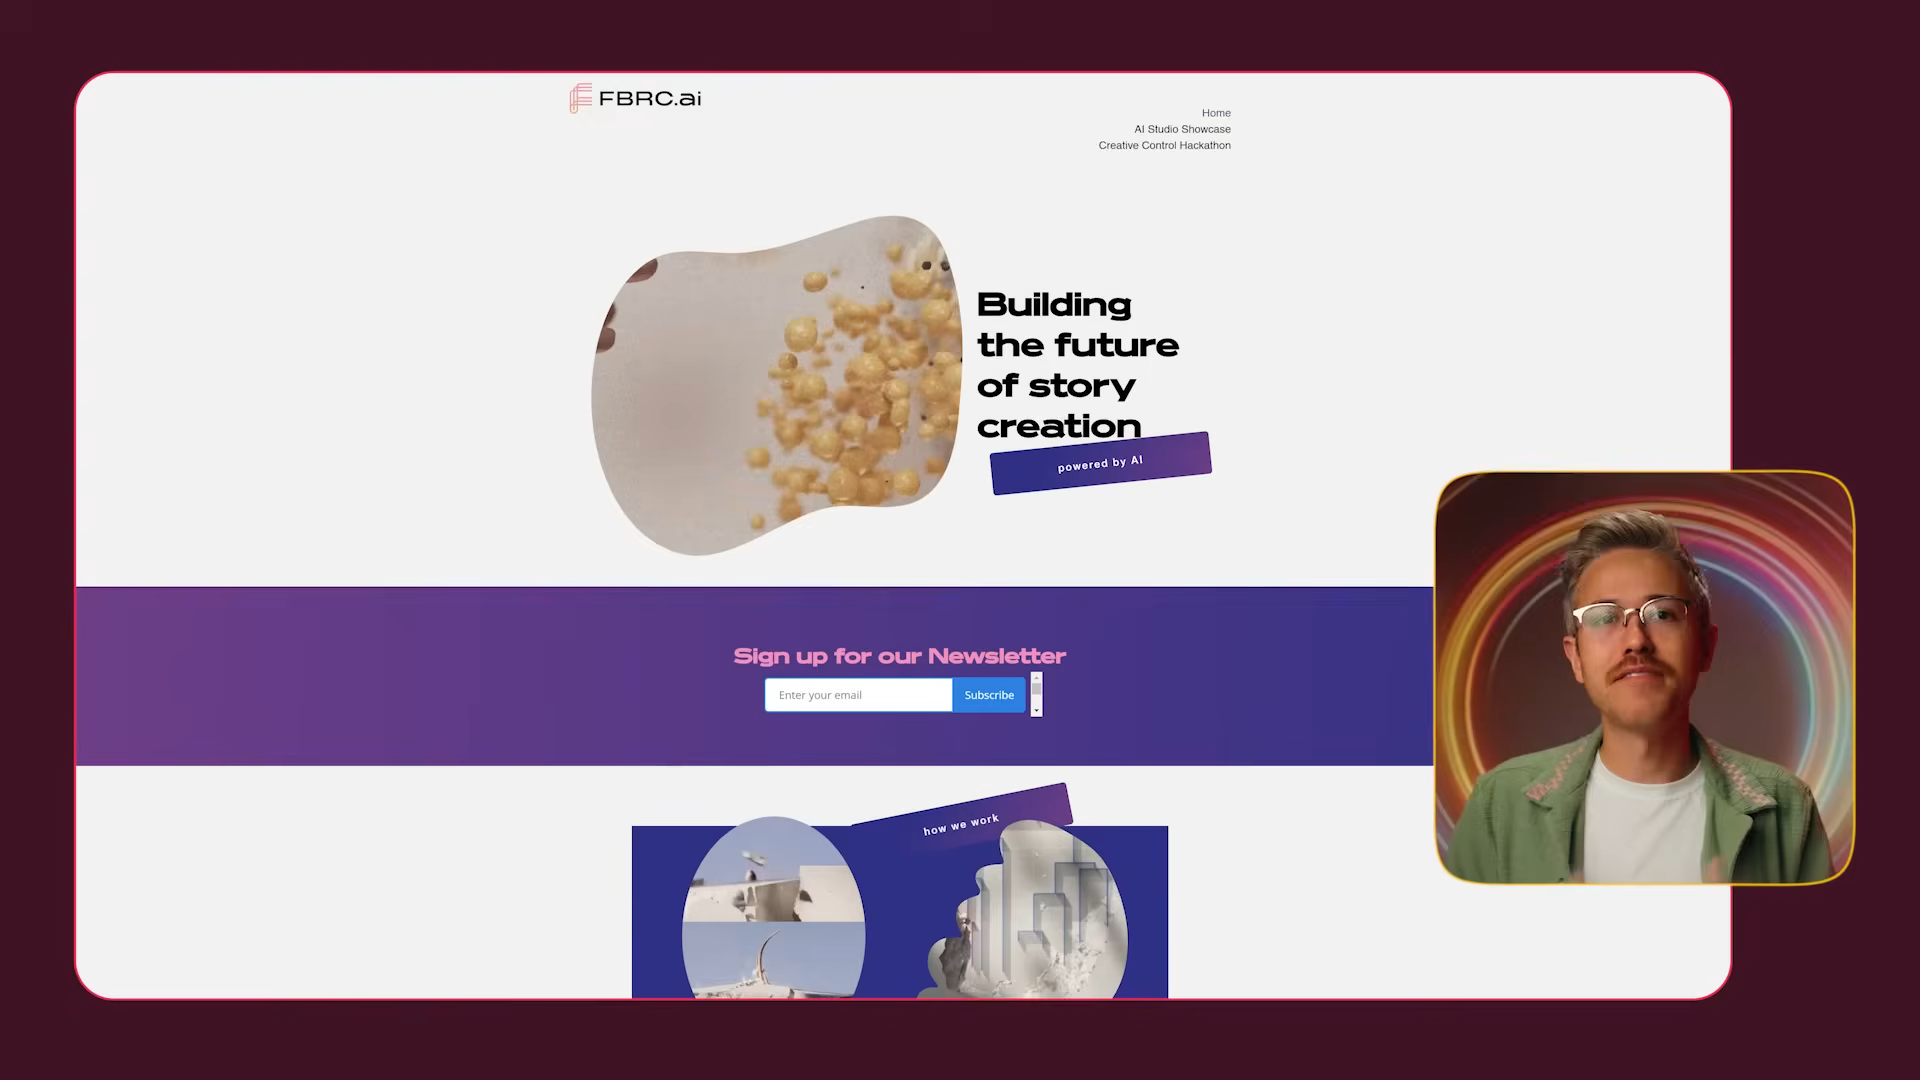 FBRC.ai
Home
AI Studio Showcase
Creative Control Hackathon
Building
the future
of story
creation
powered by AI
Sign up for our Newsletter
Enter your email
Subscribe
how we work